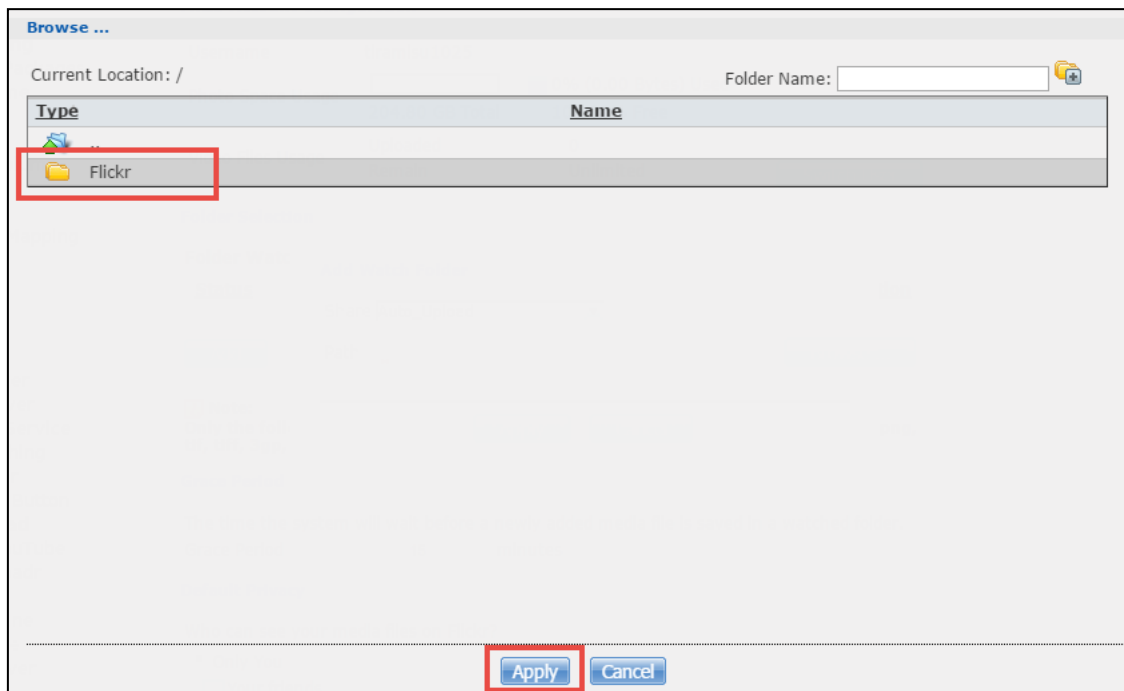 Browse ...
Current Location: /
Folder Name:
Type Name
..
Flickr
Apply Cancel